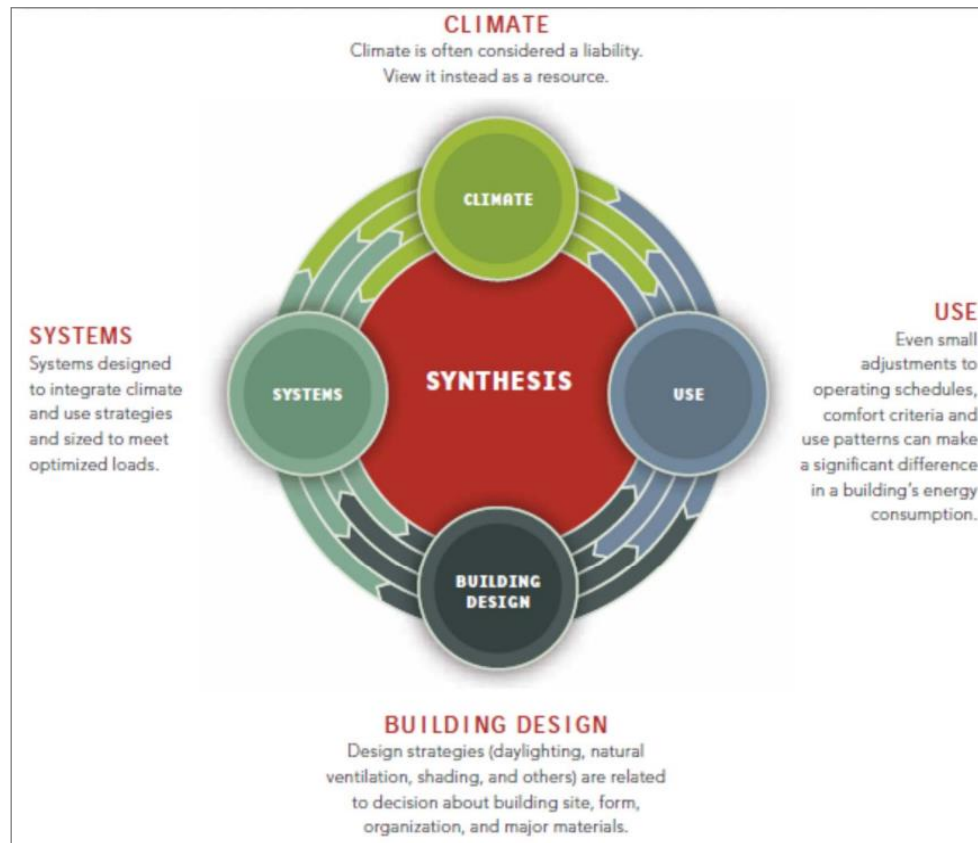 CLIMATE
Climate is often considered a liability.
View it instead as a resource.
CLIMATE
SYSTEMS
Systems designed
to integrate climate
and use strategies
and sized to meet
optimized loads.
SYSTEMS
SYNTHESIS
USE
USE
Even small
adjustments to
operating schedules,
comfort criteria and
use patterns can make
a significant difference
in a building's energy
consumption.
BUILDING
DESIGN
BUILDING DESIGN
Design strategies (daylighting, natural
ventilation, shading, and others) are related
to decision about building site, form,
organization, and major materials.